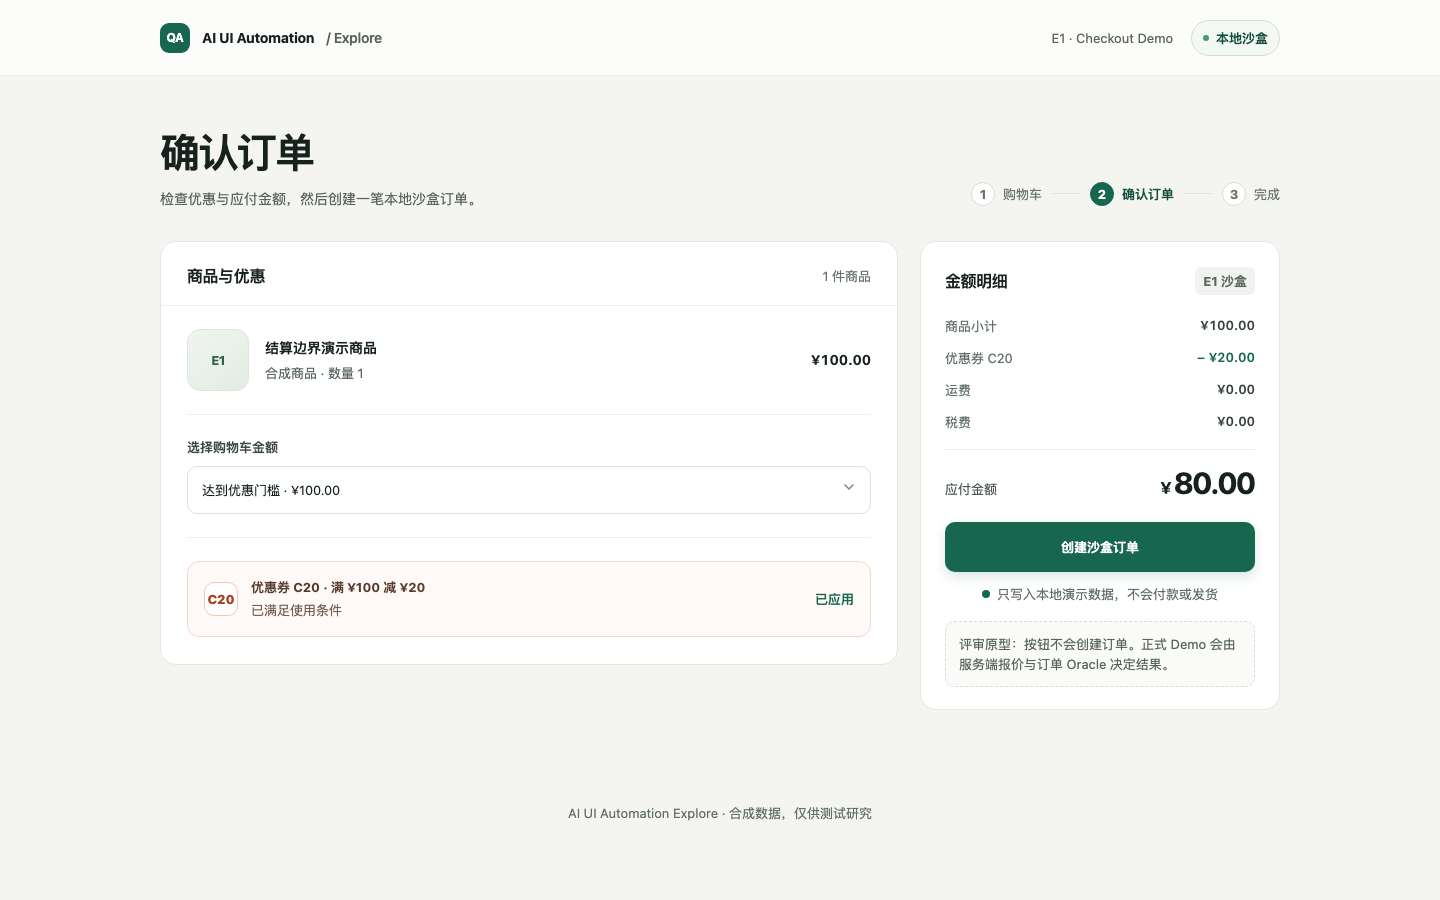 QA AI UI Automation / Explore
E1 · Checkout Demo
本地沙盒
确认订单
检查优惠与应付金额，然后创建一笔本地沙盒订单。
1 购物车 2 确认订单 3 完成
商品与优惠
1 件商品
E1
结算边界演示商品
合成商品 · 数量 1
¥100.00
选择购物车金额
达到优惠门槛 · ¥100.00
C20
优惠券 C20 · 满 ¥100 减 ¥20
已满足使用条件
已应用
金额明细
E1 沙盒
商品小计 ¥100.00
优惠券 C20 − ¥20.00
运费 ¥0.00
税费 ¥0.00
应付金额 ¥80.00
创建沙盒订单
只写入本地演示数据，不会付款或发货
评审原型：按钮不会创建订单。正式 Demo 会由
服务端报价与订单 Oracle 决定结果。
AI UI Automation Explore · 合成数据，仅供测试研究